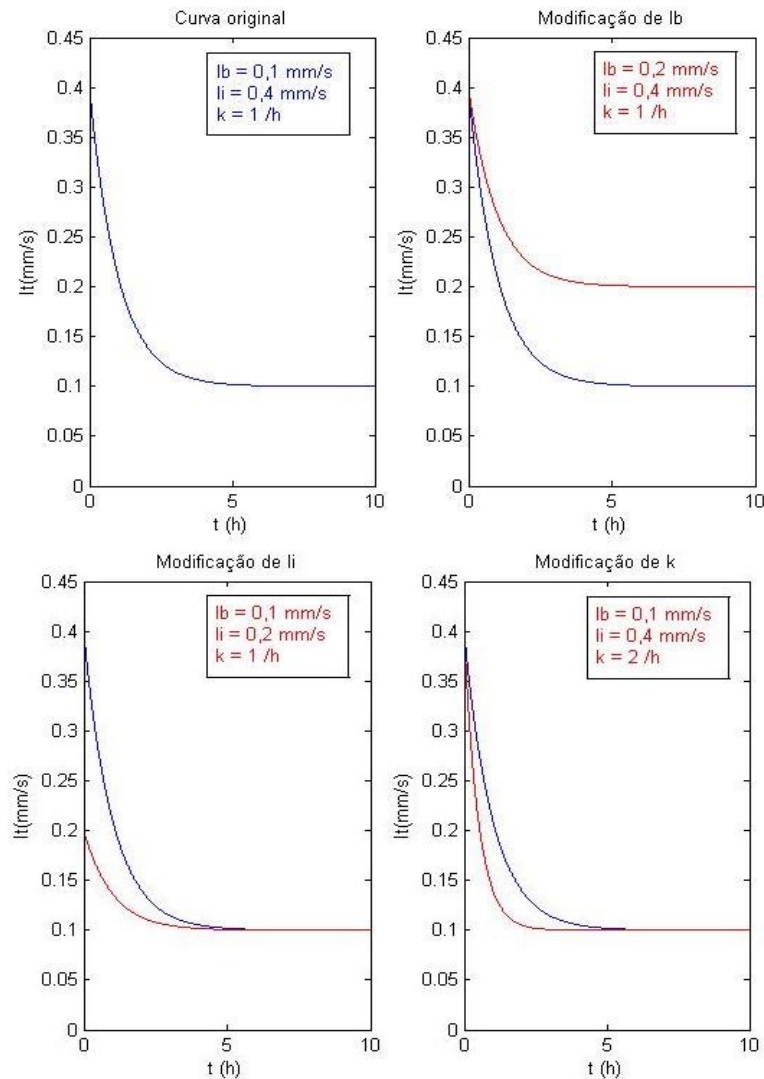 Curva original
0.45
0.4
0.35
0.3
0.25
0.2
0.15
0.1
0.05
0
It(mm/s)
Ib = 0,1 mm/s
Ii = 0,4 mm/s
k = 1 /h
0
5
10
t (h)
Modificação de Ib
0.45
0.4
0.35
0.3
0.25
0.2
0.15
0.1
0.05
0
It(mm/s)
Ib = 0,2 mm/s
Ii = 0,4 mm/s
k = 1 /h
0
5
10
t (h)
Modificação de Ii
0.45
0.4
0.35
0.3
0.25
0.2
0.15
0.1
0.05
0
It(mm/s)
Ib = 0,1 mm/s
Ii = 0,2 mm/s
k = 1 /h
0
5
10
t (h)
Modificação de k
0.45
0.4
0.35
0.3
0.25
0.2
0.15
0.1
0.05
0
It(mm/s)
Ib = 0,1 mm/s
Ii = 0,4 mm/s
k = 2 /h
0
5
10
t (h)